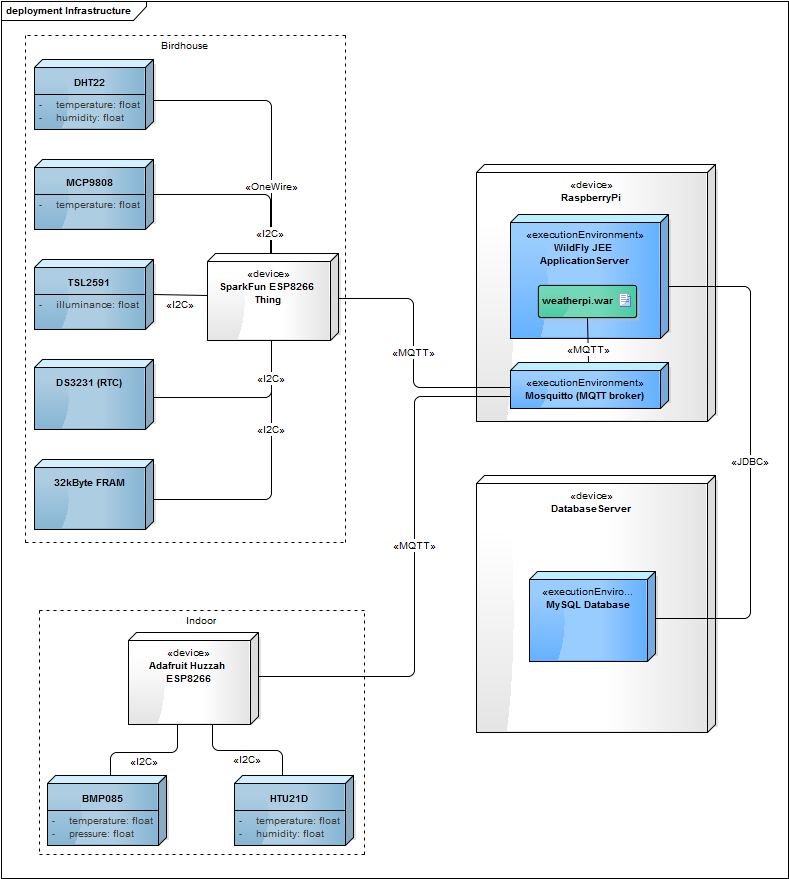 deployment Infrastructure
Birdhouse
DHT22
- temperature: float
- humidity: float
MCP9808
- temperature: float
TSL2591
- illuminance: float
DS3231 (RTC)
32kByte FRAM
«OneWire»
«I2C»
«I2C»
«I2C»
«I2C»
«device»
SparkFun ESP8266
Thing
«MQTT»
«MQTT»
«device»
RaspberryPi
«executionEnvironment»
WildFly JEE
ApplicationServer
weatherpi.war
«MQTT»
«executionEnvironment»
Mosquitto (MQTT broker)
«JDBC»
«device»
DatabaseServer
«executionEnviro...
MySQL Database
Indoor
«device»
Adafruit Huzzah
ESP8266
«I2C»
«I2C»
BMP085
- temperature: float
- pressure: float
HTU21D
- temperature: float
- humidity: float